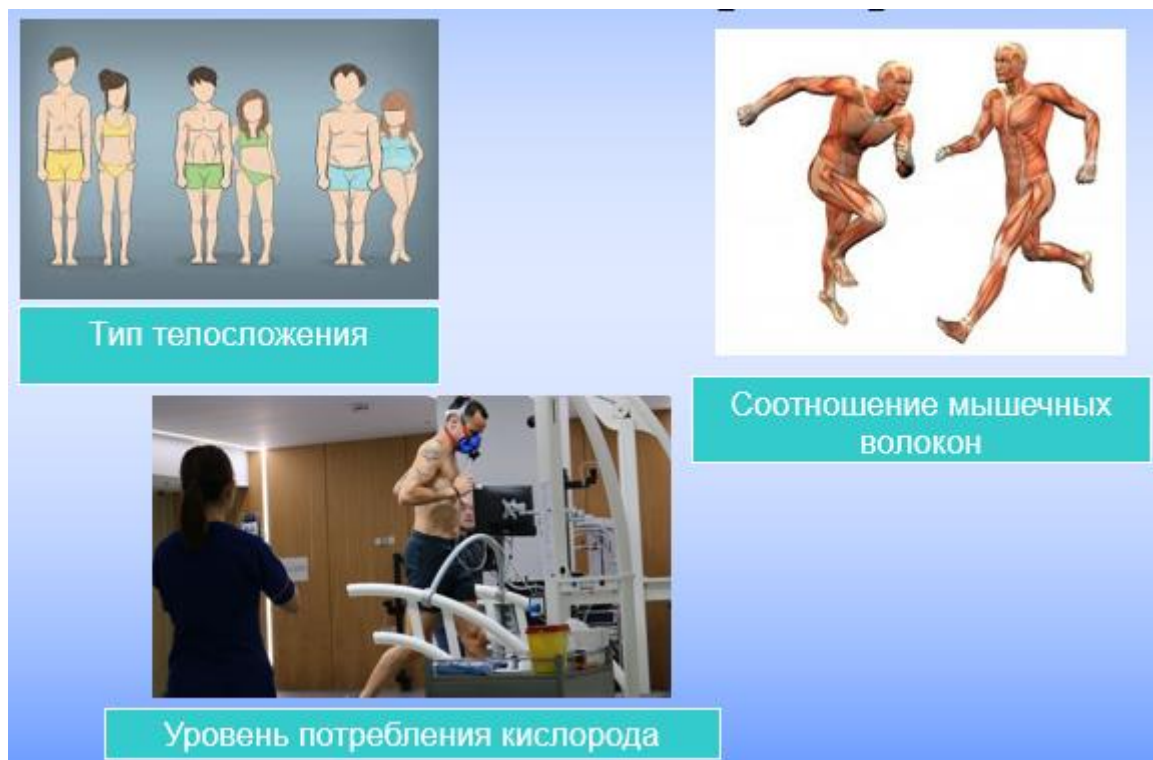 Тип телосложения
Соотношение мышечных
волокон
Уровень потребления кислорода